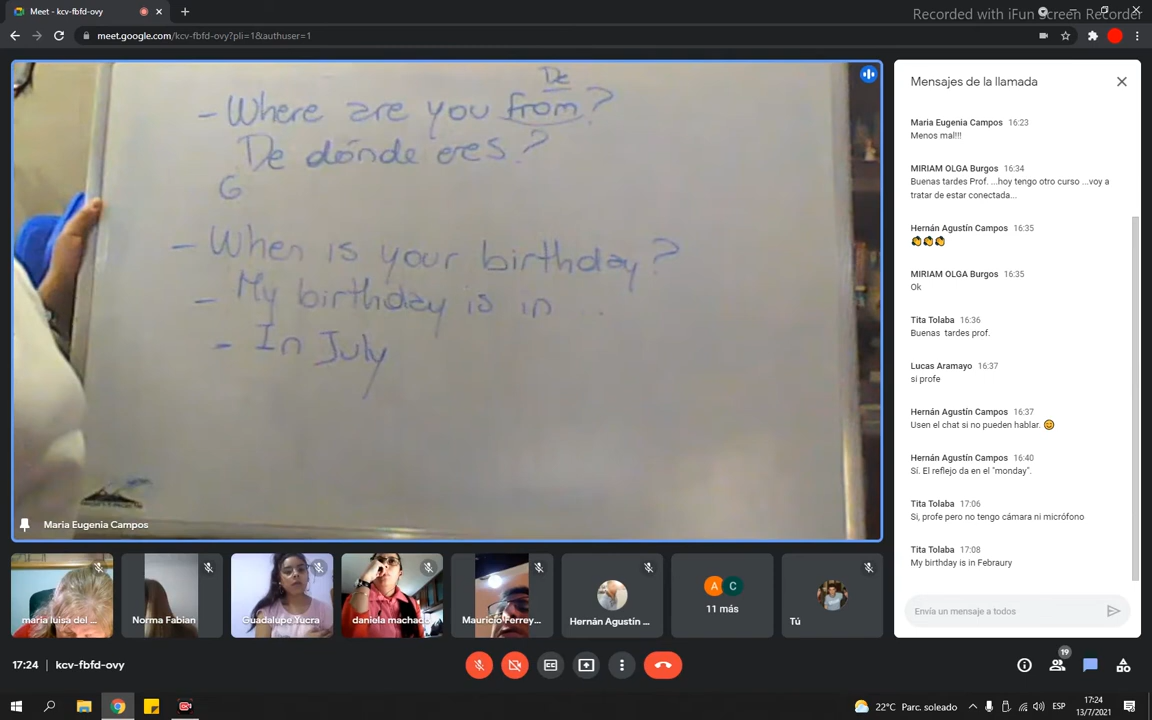 Meet - kcv-fbfd-ovy
Recorded with iFun Screen Recorder
meet.google.com/kcv-fbfd-ovy?pli=1&authuser=1
De
- Where are you from?
De dónde eres?
G
- When is your birthday?
- My birthday is in
- In July
Maria Eugenia Campos
maria luisa del ...
Norma Fabian
Guadalupe Yucra
daniela machado
Mauricio Ferrey...
Hernán Agustín ...
A
C
11 más
Tú
Mensajes de la llamada
Maria Eugenia Campos 16:23
Menos mal!!!
MIRIAM OLGA Burgos 16:34
Buenas tardes Prof. ...hoy tengo otro curso ...voy a
tratar de estar conectada...
Hernán Agustín Campos 16:35
MIRIAM OLGA Burgos 16:35
Ok
Tita Tolaba 16:36
Buenas tardes prof.
Lucas Aramayo 16:37
si profe
Hernán Agustín Campos 16:37
Usen el chat si no pueden hablar.
Hernán Agustín Campos 16:40
Sí. El reflejo da en el "monday".
Tita Tolaba 17:06
Si, profe pero no tengo cámara ni micrófono
Tita Tolaba 17:08
My birthday is in Febraury
Envía un mensaje a todos
17:24 | kcv-fbfd-ovy
19
22°C Parc. soleado
ESP
17:24
13/7/2021